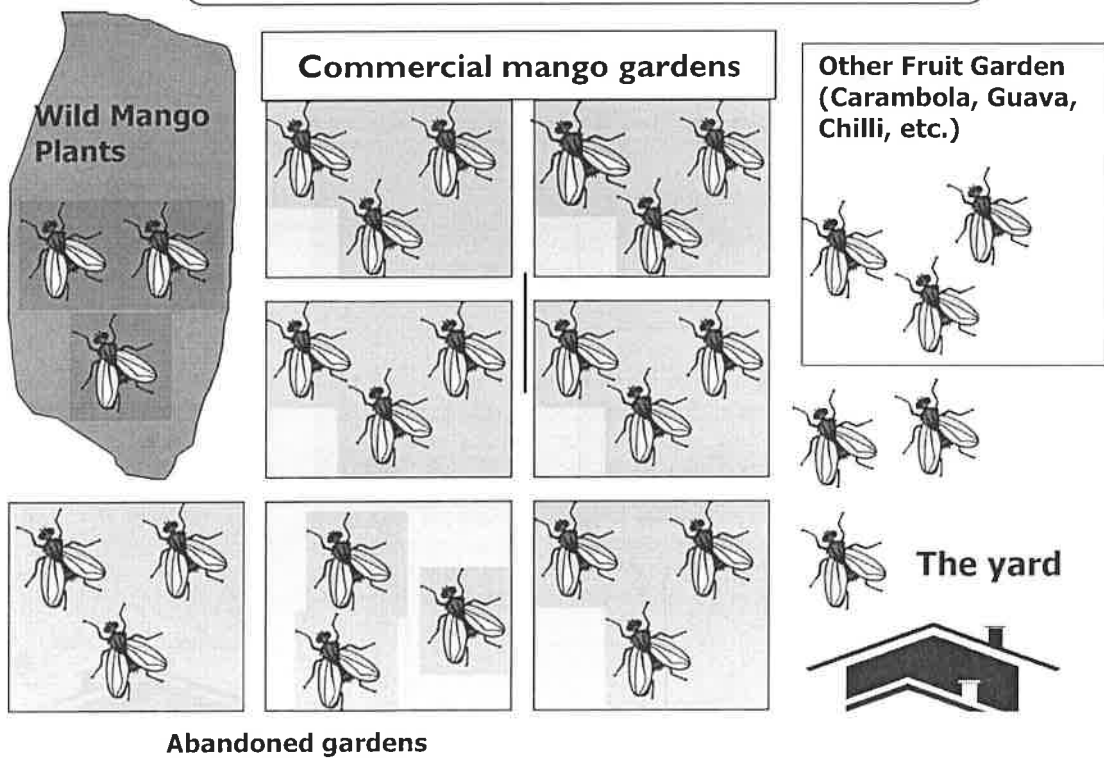 Commercial mango gardens
Wild Mango
Plants
Other Fruit Garden
(Carambola, Guava,
Chilli, etc.)
The yard
Abandoned gardens